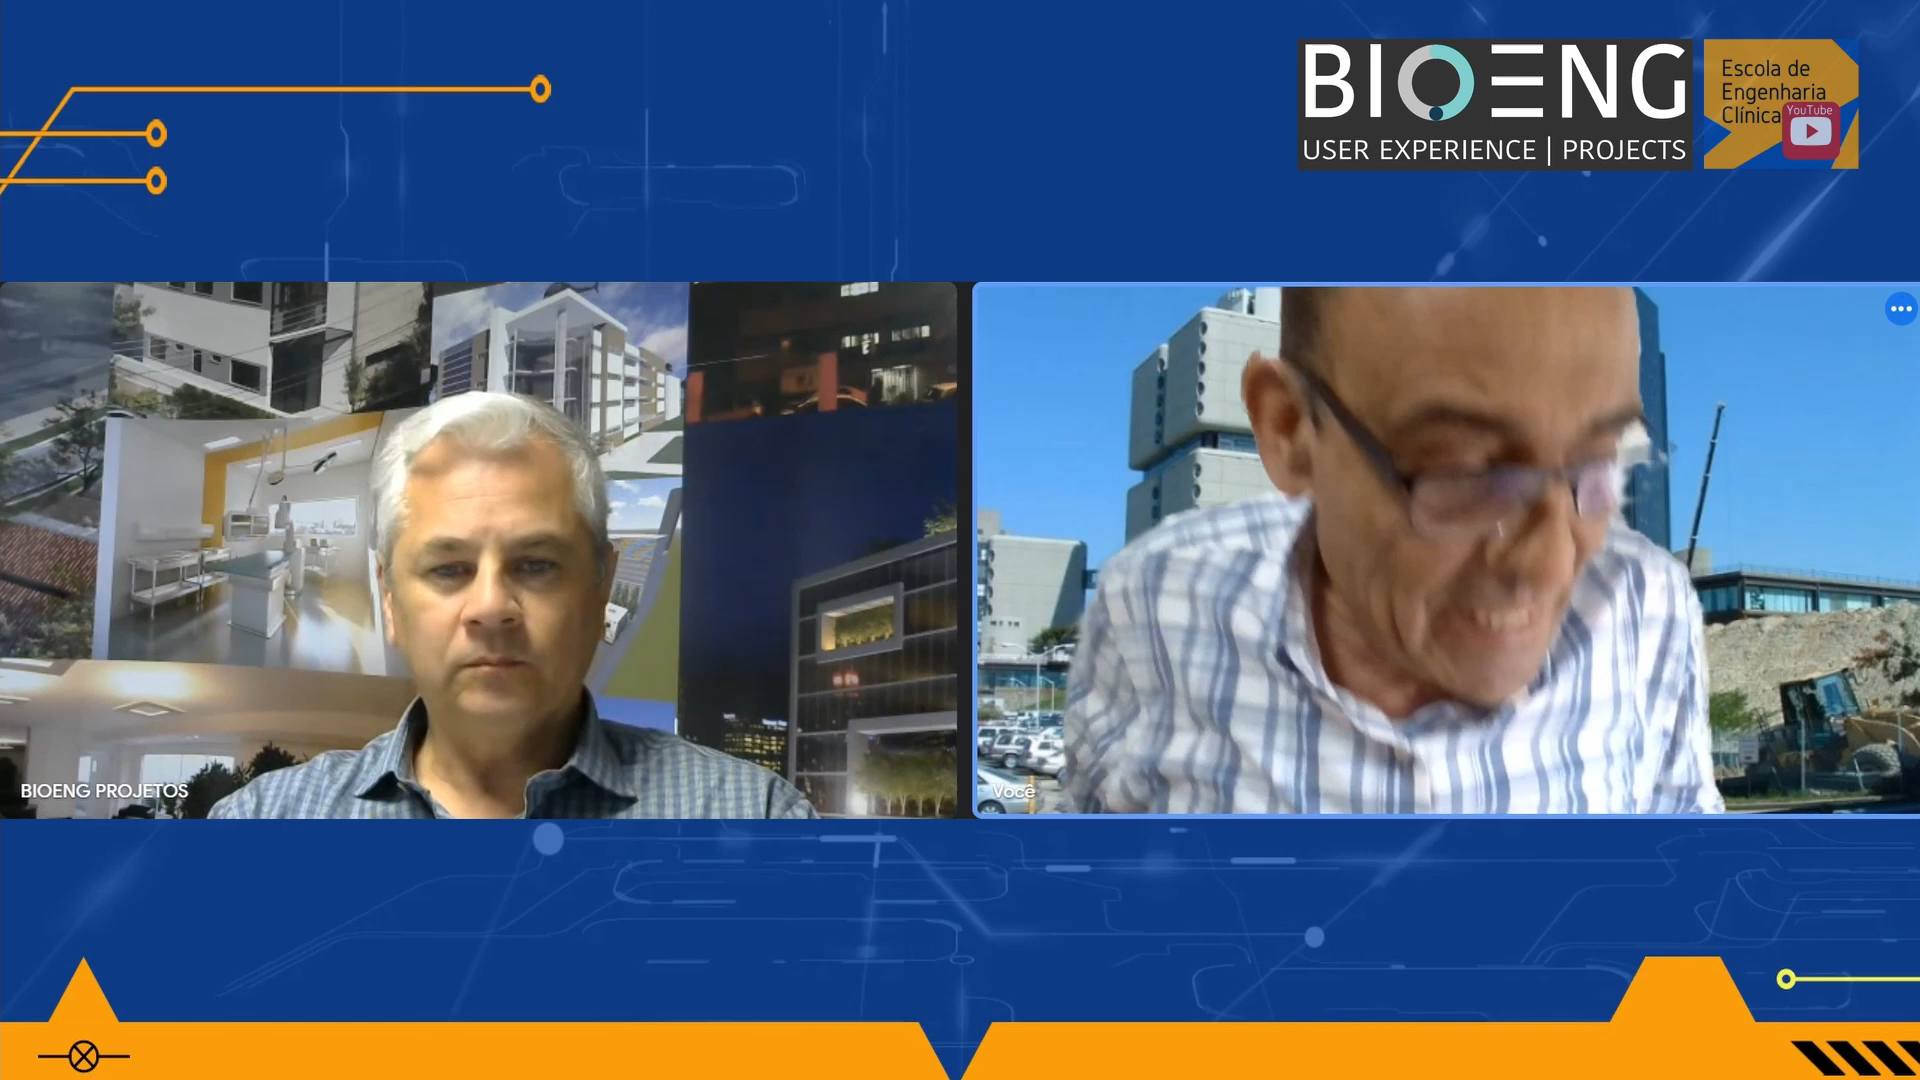 BIOENG
USER EXPERIENCE | PROJECTS
Escola de
Engenharia
Clínica
YouTube
BIOENG PROJETOS
Você